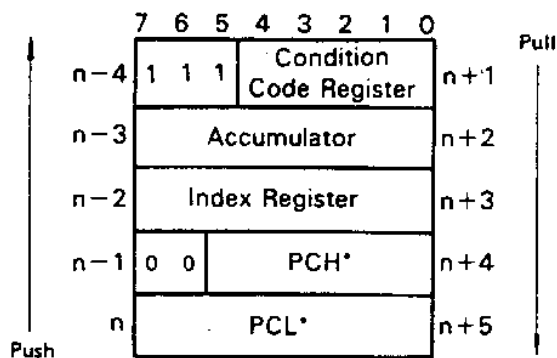 7 6 5 4 3 2 1 0
Pull
n-4 1 1 1 Condition Code Register n+1
n-3 Accumulator n+2
n-2 Index Register n+3
n-1 0 0 PCH* n+4
n PCL* n+5
Push